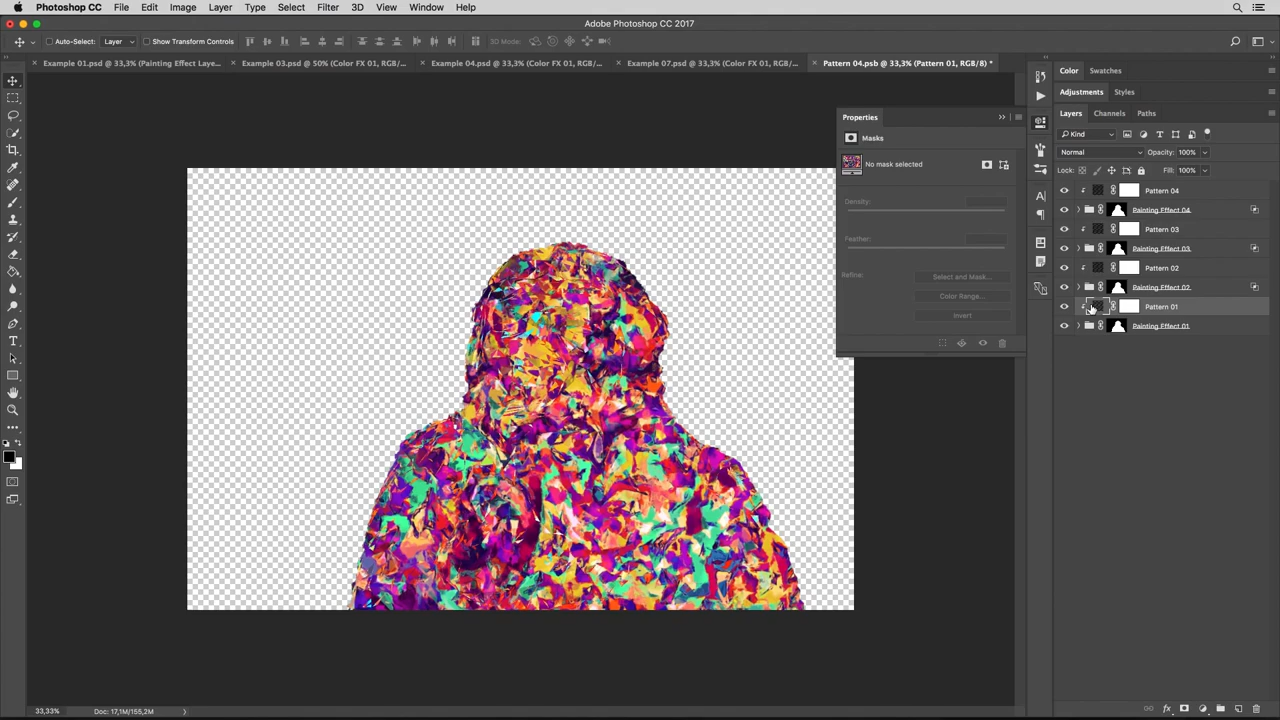 Photoshop CC File Edit Image Layer Type Select Filter 3D View Window Help
Adobe Photoshop CC 2017
Auto-Select: Layer Show Transform Controls 3D Mode:
Example 01.psd @ 33,3% (Painting Effect Laye... Example 03.psd @ 50% (Color FX 01, RGB/... Example 04.psd @ 33,3% (Color FX 01, RGB/... Example 07.psd @ 33,3% (Color FX 01, RGB/... Pattern 04.psb @ 33,3% (Pattern 01, RGB/8) *
Color Swatches
Adjustments Styles
Layers Channels Paths
Kind
Normal Opacity: 100%
Lock: Fill: 100%
Pattern 04
Painting Effect 04
Pattern 03
Painting Effect 03
Pattern 02
Painting Effect 02
Pattern 01
Painting Effect 01
Properties
Masks
No mask selected
Density:
Feather:
Refine: Select and Mask...
Color Range...
Invert
33,33% Doc: 17,1M/155,2M